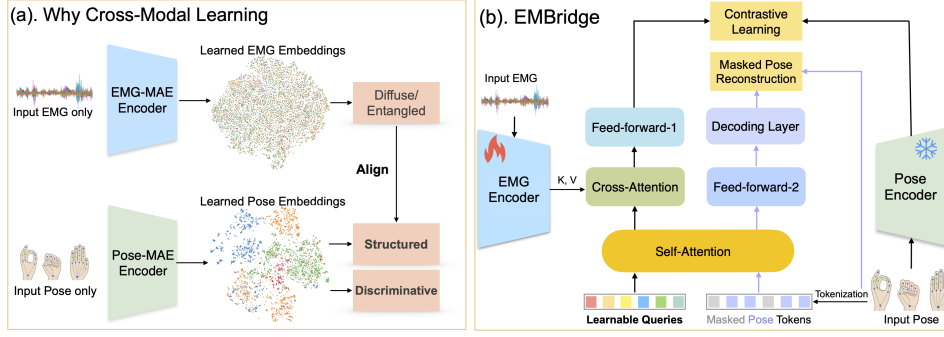 (a). Why Cross-Modal Learning
Learned EMG Embeddings
Input EMG only
EMG-MAE
Encoder
Diffuse/
Entangled
Align
Learned Pose Embeddings
Input Pose only
Pose-MAE
Encoder
Structured
Discriminative
(b). EMBridge
Contrastive
Learning
Masked Pose
Reconstruction
Input EMG
Feed-forward-1
Decoding Layer
EMG
Encoder
K, V
Cross-Attention
Feed-forward-2
Pose
Encoder
Self-Attention
Tokenization
Learnable Queries
Masked Pose Tokens
Input Pose